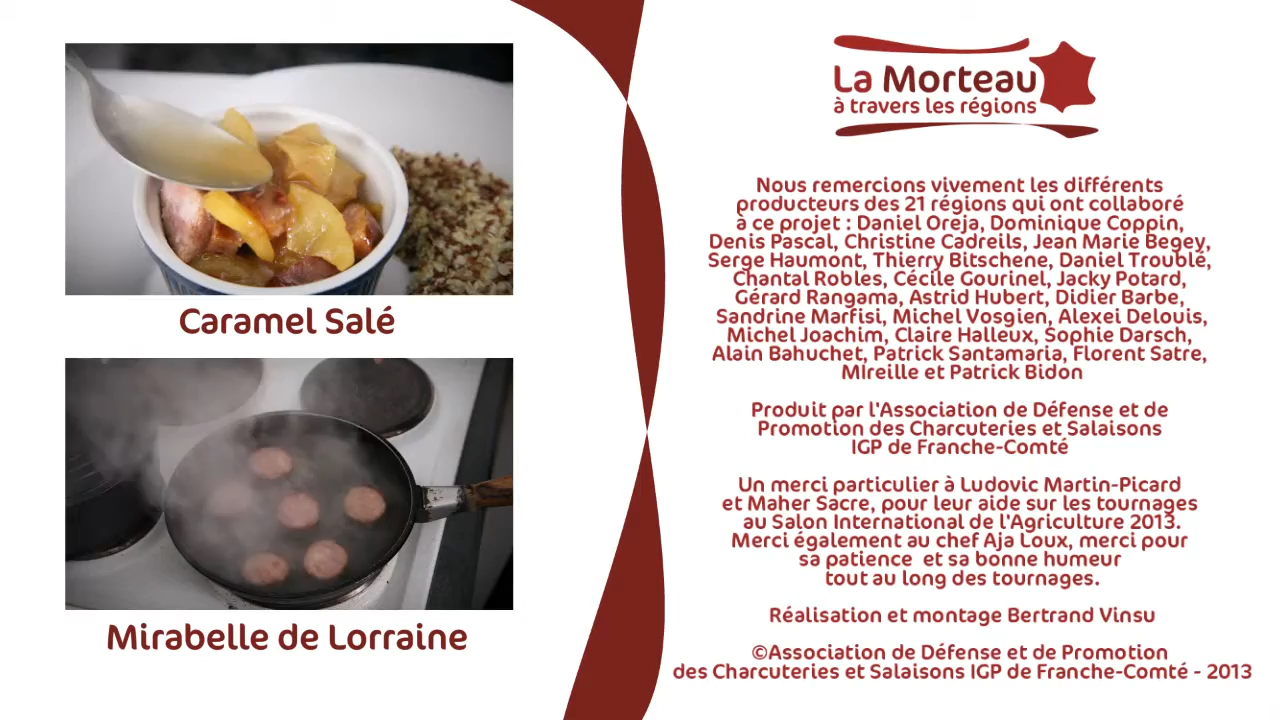 Caramel Salé
Mirabelle de Lorraine
La Morteau
à travers les régions
Nous remercions vivement les différents
producteurs des 21 régions qui ont collaboré
à ce projet : Daniel Oreja, Dominique Coppin,
Denis Pascal, Christine Cadreils, Jean Marie Begey,
Serge Haumont, Thierry Bitschene, Daniel Troublé,
Chantal Robles, Cécile Gourinel, Jacky Potard,
Gérard Rangama, Astrid Hubert, Didier Barbe,
Sandrine Marfisi, Michel Vosgien, Alexei Delouis,
Michel Joachim, Claire Halleux, Sophie Darsch,
Alain Bahuchet, Patrick Santamaria, Florent Satre,
MIreille et Patrick Bidon
Produit par l'Association de Défense et de
Promotion des Charcuteries et Salaisons
IGP de Franche-Comté
Un merci particulier à Ludovic Martin-Picard
et Maher Sacre, pour leur aide sur les tournages
au Salon International de l'Agriculture 2013.
Merci également au chef Aja Loux, merci pour
sa patience  et sa bonne humeur
tout au long des tournages.
Réalisation et montage Bertrand Vinsu
©Association de Défense et de Promotion
des Charcuteries et Salaisons IGP de Franche-Comté - 2013